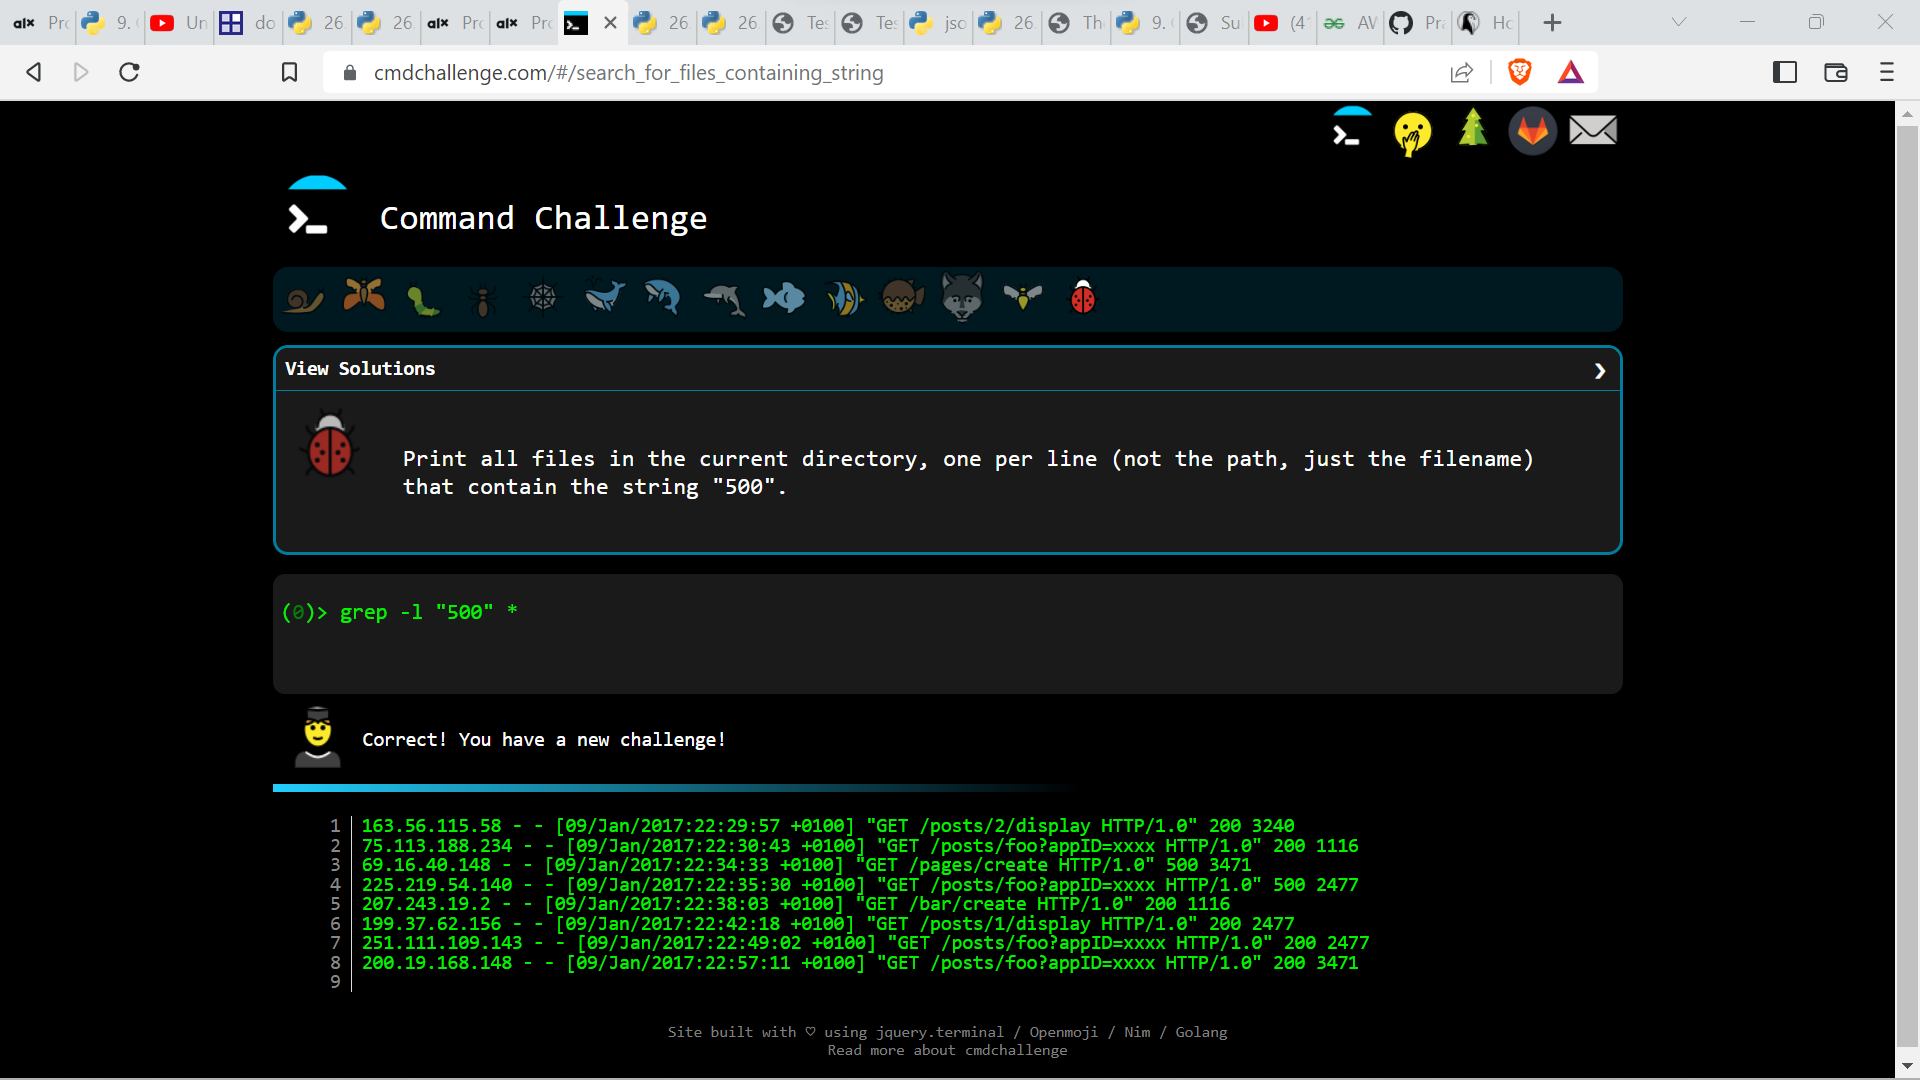 Pr
9.
Un
do
26
26
Pr
Pr
26
26
Tes
Tes
jso
26
Th
9.
Su
(4
AV
Pra
Ho
cmdchallenge.com/#/search_for_files_containing_string
Command Challenge
View Solutions
Print all files in the current directory, one per line (not the path, just the filename)
that contain the string "500".
(0)> grep -l "500" *
Correct! You have a new challenge!
1 163.56.115.58 - - [09/Jan/2017:22:29:57 +0100] "GET /posts/2/display HTTP/1.0" 200 3240
2 75.113.188.234 - - [09/Jan/2017:22:30:43 +0100] "GET /posts/foo?appID=xxxx HTTP/1.0" 200 1116
3 69.16.40.148 - - [09/Jan/2017:22:34:33 +0100] "GET /pages/create HTTP/1.0" 500 3471
4 225.219.54.140 - - [09/Jan/2017:22:35:30 +0100] "GET /posts/foo?appID=xxxx HTTP/1.0" 500 2477
5 207.243.19.2 - - [09/Jan/2017:22:38:03 +0100] "GET /bar/create HTTP/1.0" 200 1116
6 199.37.62.156 - - [09/Jan/2017:22:42:18 +0100] "GET /posts/1/display HTTP/1.0" 200 2477
7 251.111.109.143 - - [09/Jan/2017:22:49:02 +0100] "GET /posts/foo?appID=xxxx HTTP/1.0" 200 2477
8 200.19.168.148 - - [09/Jan/2017:22:57:11 +0100] "GET /posts/foo?appID=xxxx HTTP/1.0" 200 3471
9
Site built with ♡ using jquery.terminal / Openmoji / Nim / Golang
Read more about cmdchallenge